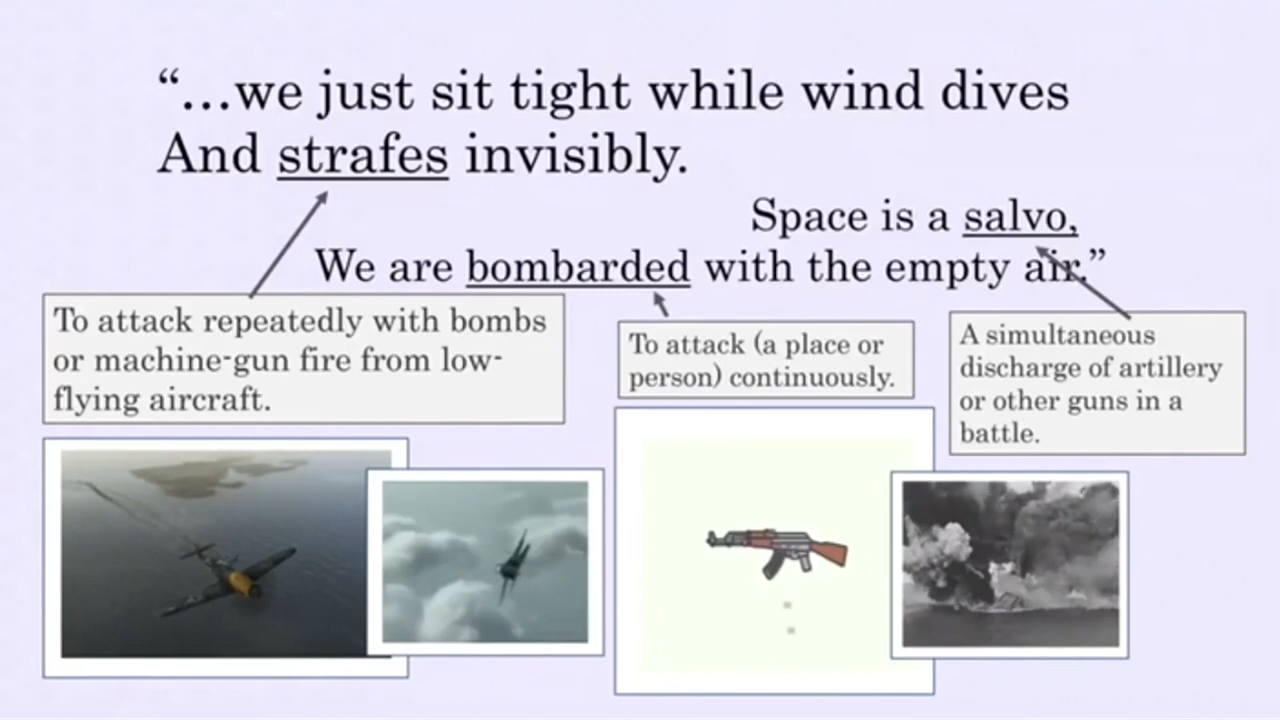 “…we just sit tight while wind dives
And strafes invisibly.
Space is a salvo,
We are bombarded with the empty air.”
To attack repeatedly with bombs
or machine-gun fire from low-
flying aircraft.
To attack (a place or
person) continuously.
A simultaneous
discharge of artillery
or other guns in a
battle.